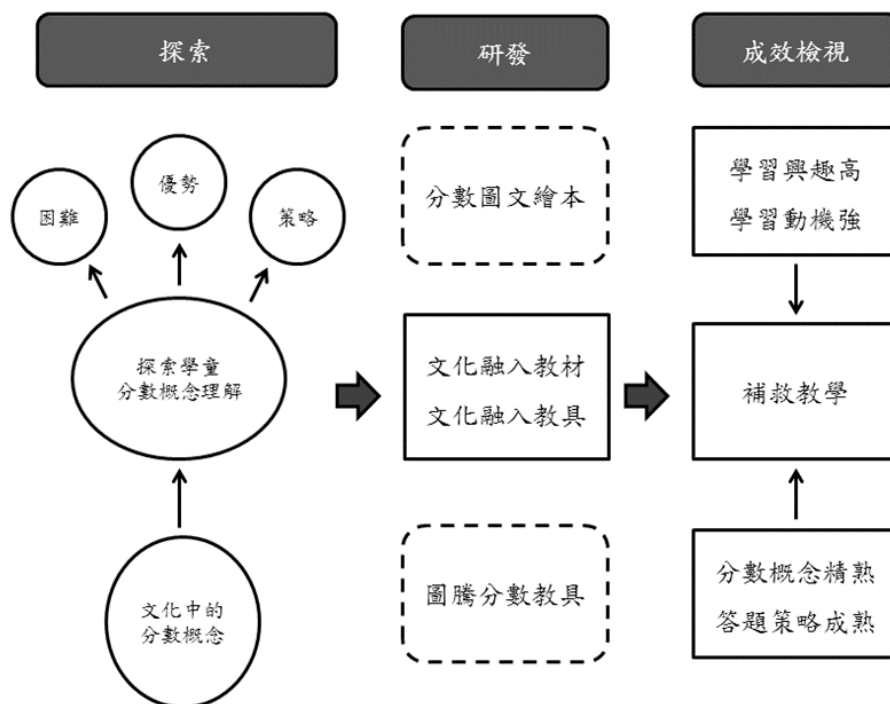 探索
優勢
困難
策略
探索學童
分數概念理解
文化中的
分數概念
研發
分數圖文繪本
文化融入教材
文化融入教具
圖騰分數教具
成效檢視
學習興趣高
學習動機強
補救教學
分數概念精熟
答題策略成熟